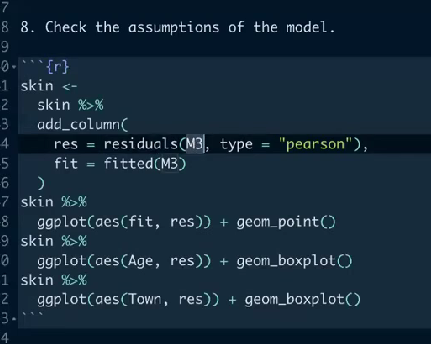 7
8 8. Check the assumptions of the model.
9
0 ```{r}
1 skin <-
2 skin %>%
3 add_column(
4 res = residuals(M3, type = "pearson"),
5 fit = fitted(M3)
6 )
7 skin %>%
8 ggplot(aes(fit, res)) + geom_point()
9 skin %>%
0 ggplot(aes(Age, res)) + geom_boxplot()
1 skin %>%
2 ggplot(aes(Town, res)) + geom_boxplot()
3 ```
4